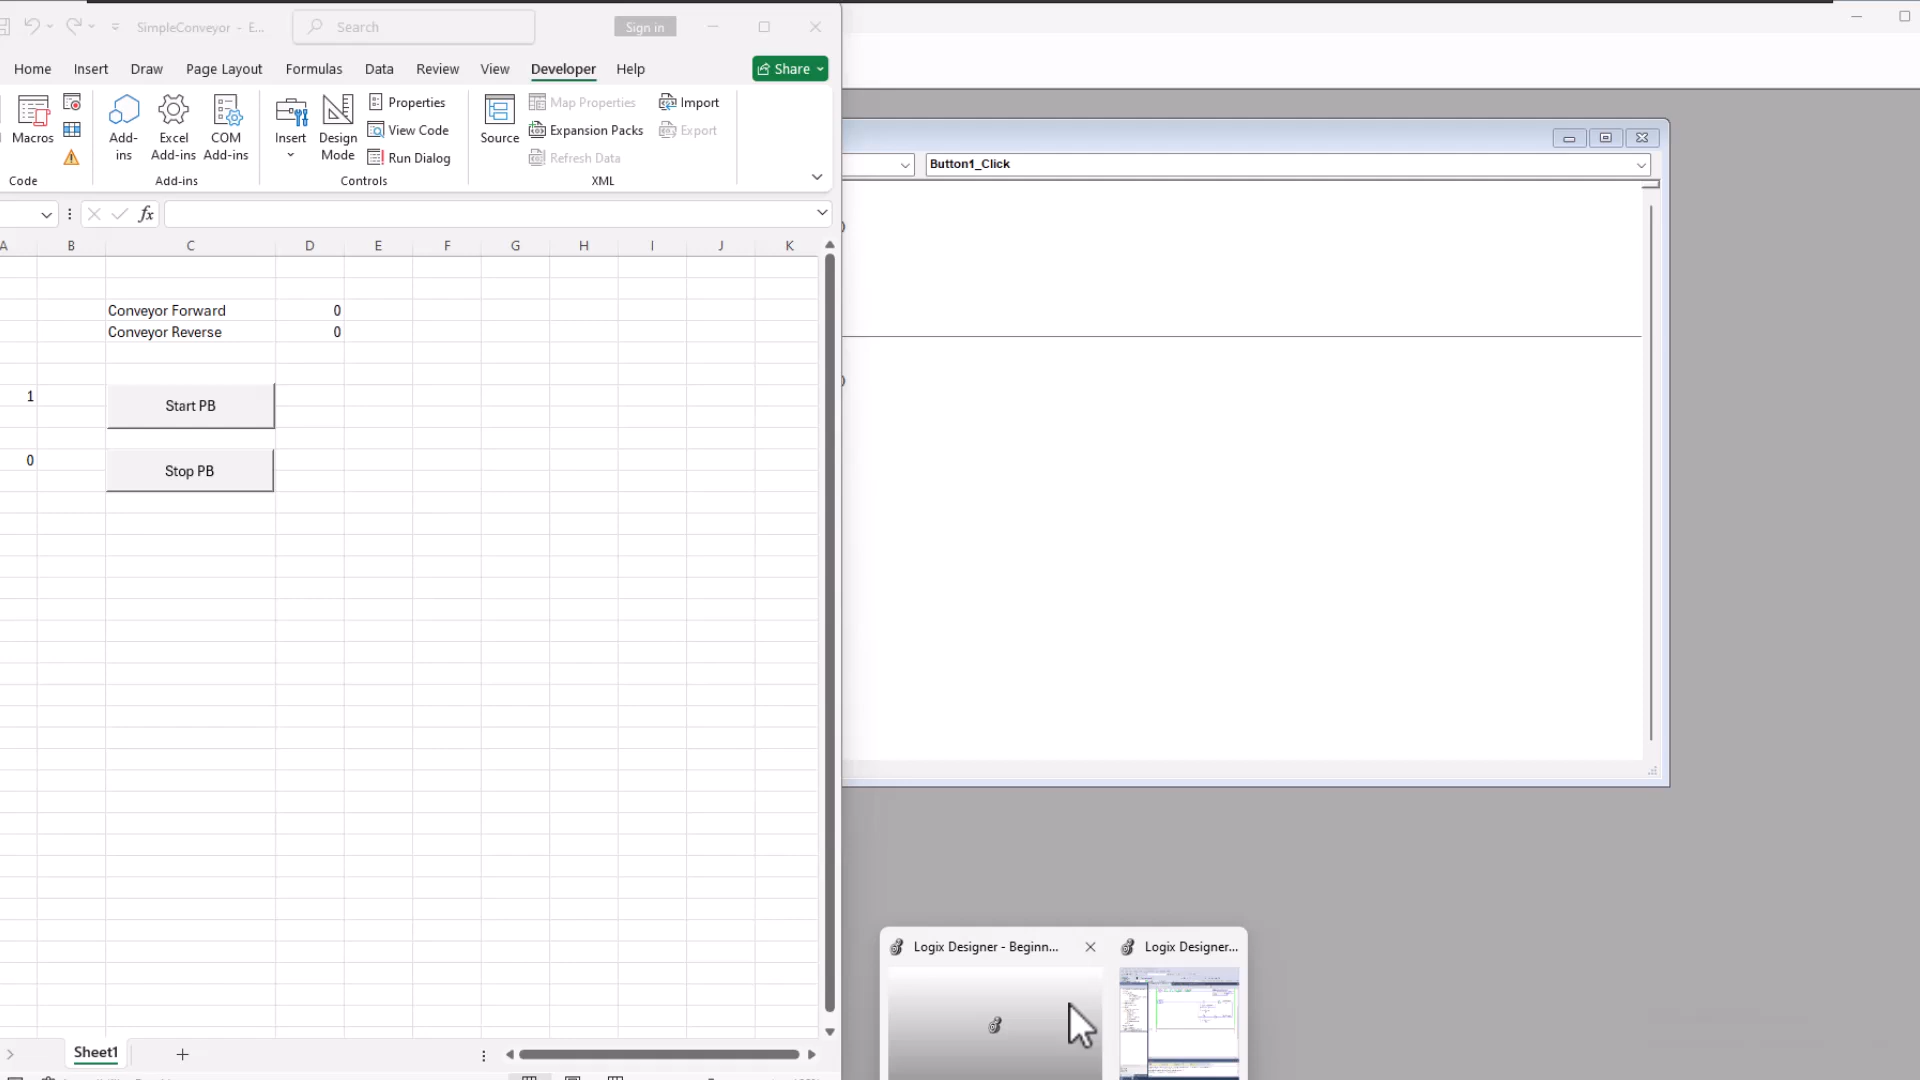 SimpleConveyor - E...
Search
Sign in
Home Insert Draw Page Layout Formulas Data Review View Developer Help
Share
Macros
Add-ins
Excel Add-ins
COM Add-ins
Insert
Design Mode
Properties
View Code
Run Dialog
Source
Map Properties
Expansion Packs
Refresh Data
Import
Export
Code Add-ins Controls XML
fx
Button1_Click
A B C D E F G H I J K
Conveyor Forward 0
Conveyor Reverse 0
1 Start PB
0 Stop PB
Logix Designer - Beginn...
Logix Designer...
Sheet1